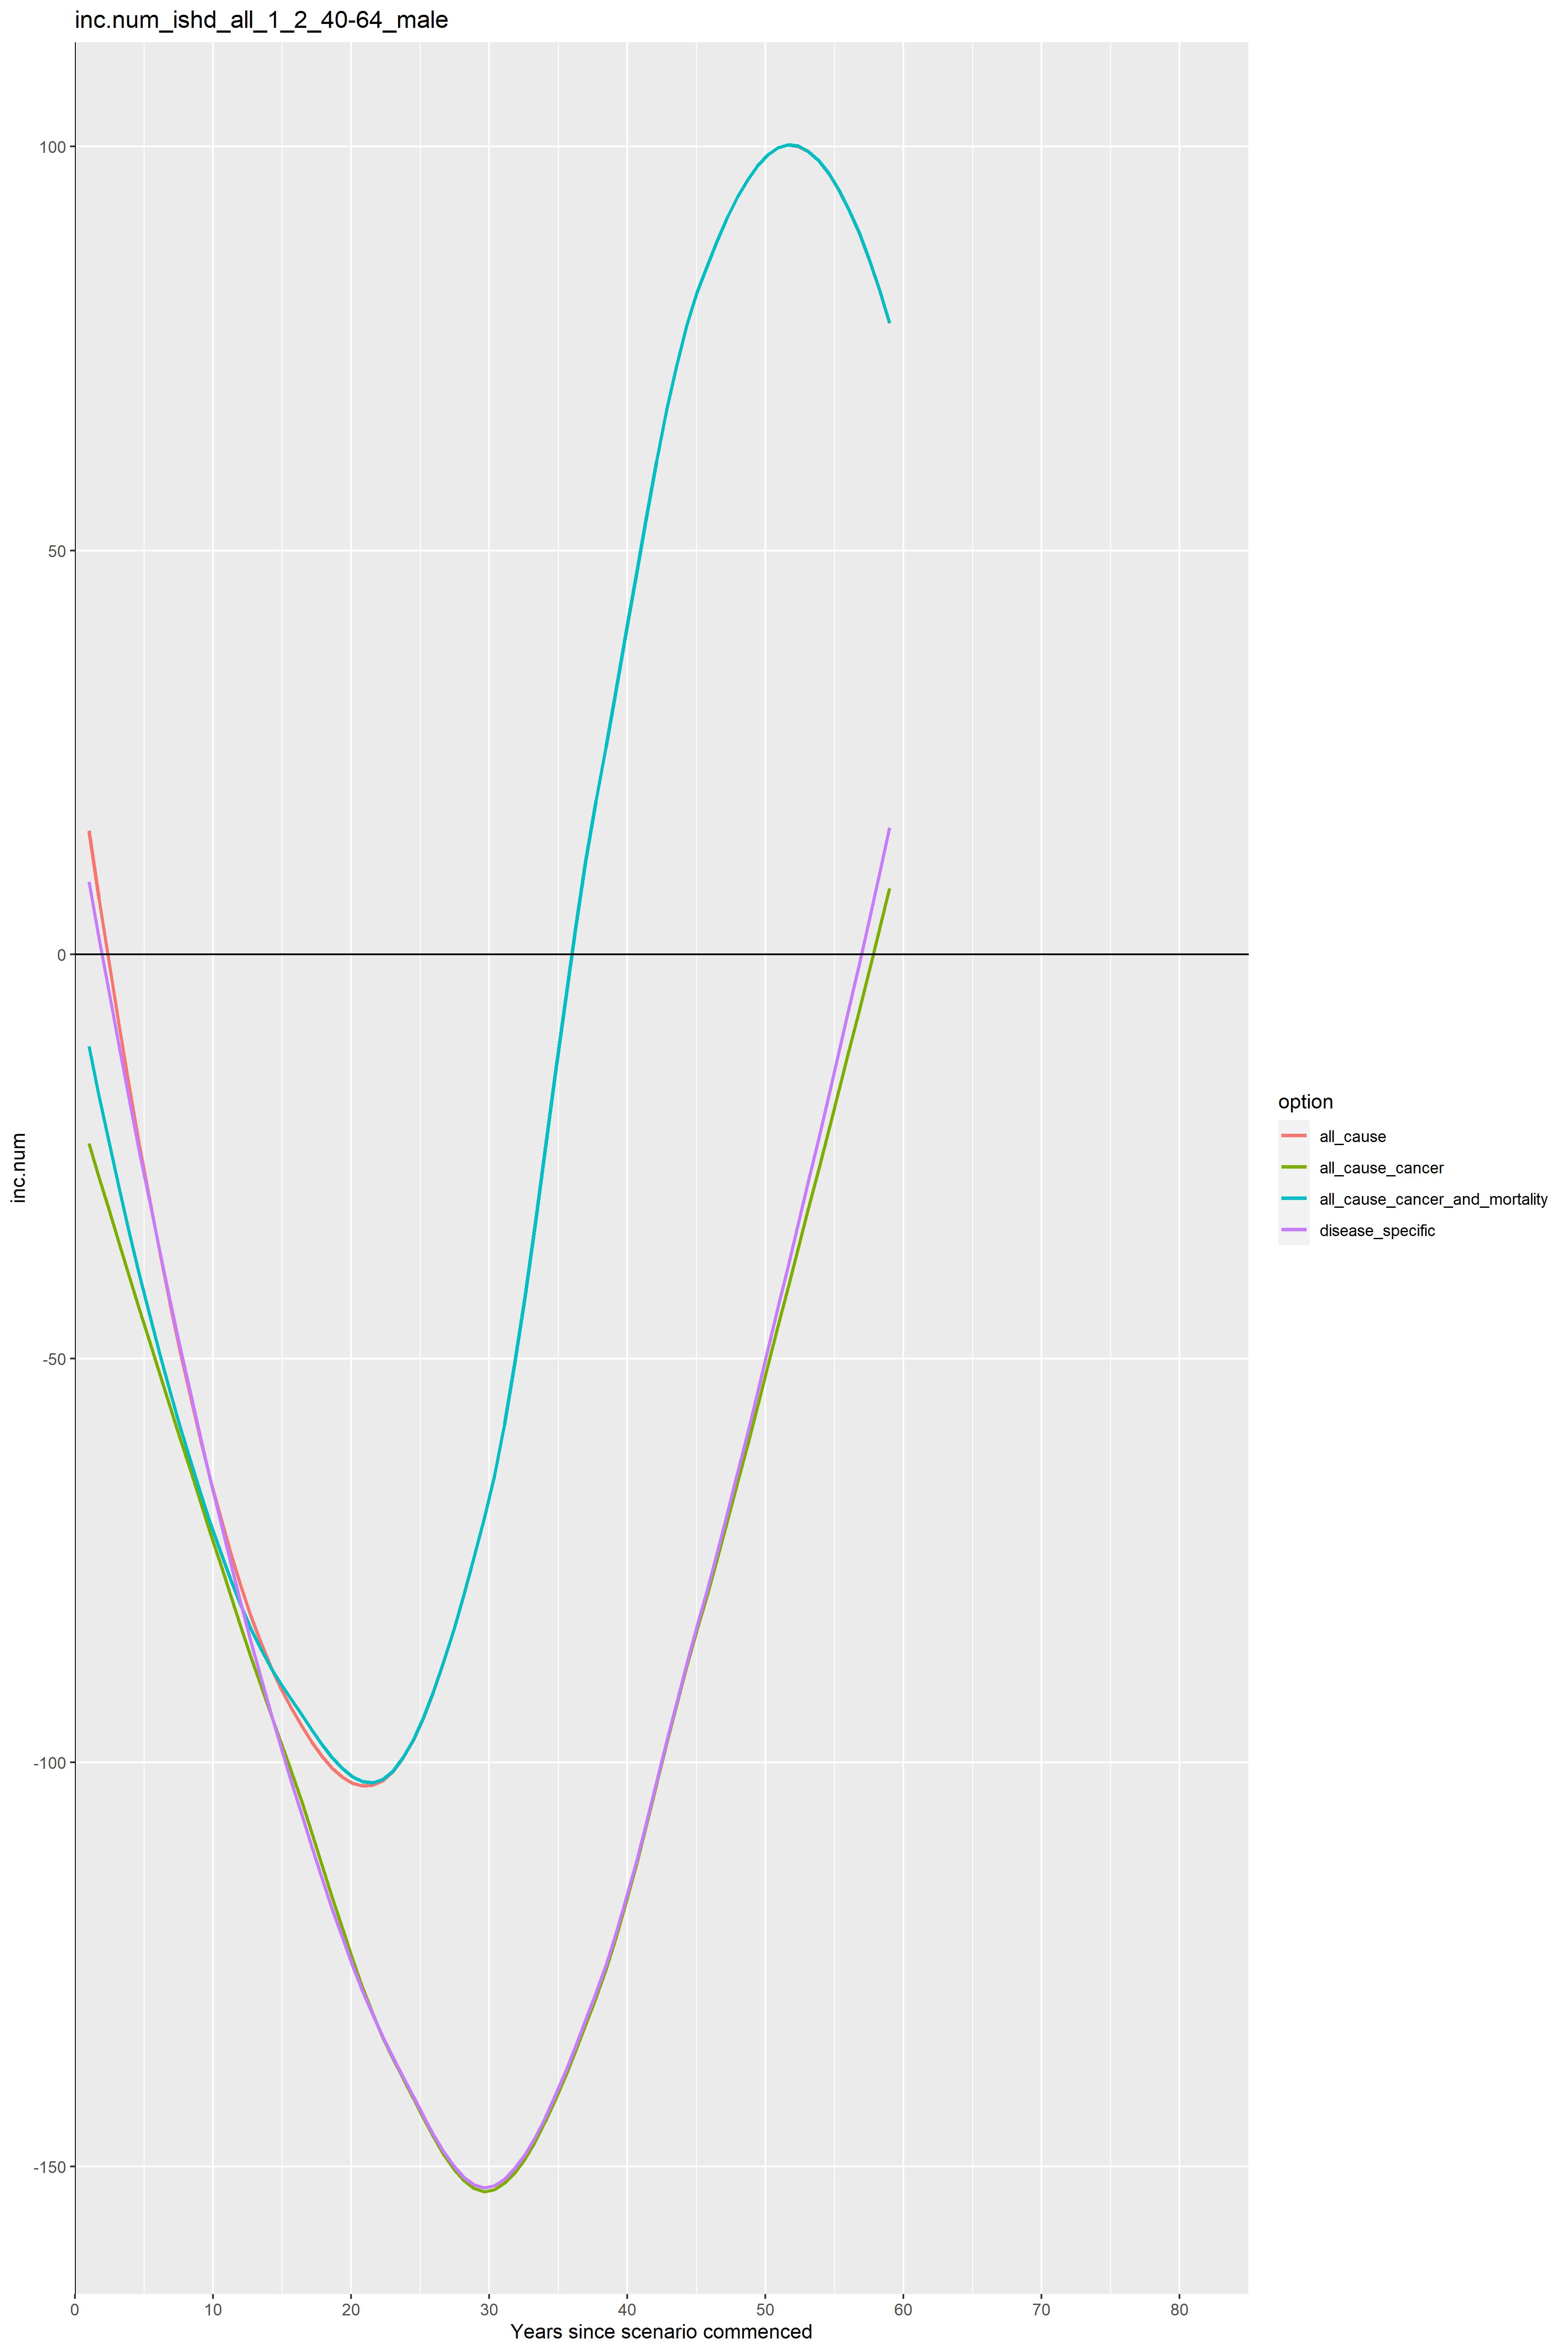 inc.num_ishd_all_1_2_40-64_male
100
50
0
-50
-100
-150
inc.num
0 10 20 30 40 50 60 70 80
Years since scenario commenced
option
all_cause
all_cause_cancer
all_cause_cancer_and_mortality
disease_specific